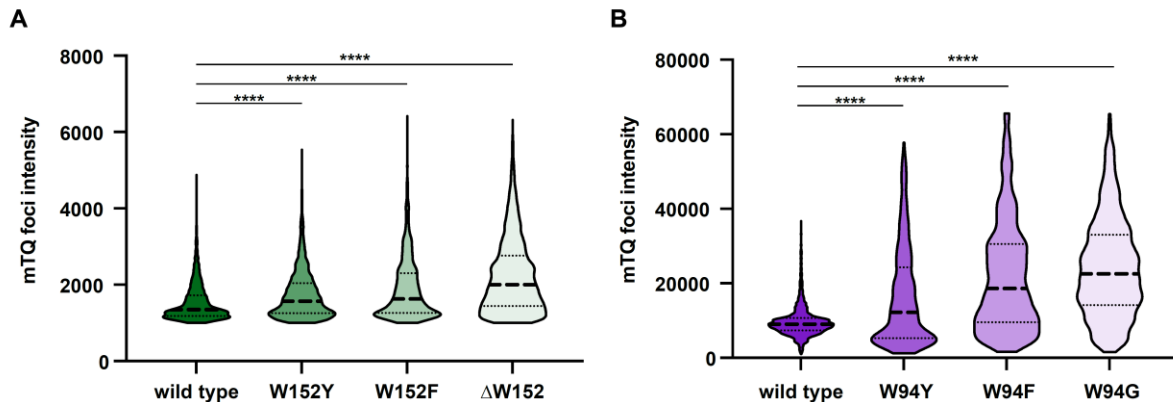 A
mTQ foci intensity
8000
6000
4000
2000
0
****
****
****
wild type W152Y W152F ΔW152
B
mTQ foci intensity
80000
60000
40000
20000
0
****
****
****
wild type W94Y W94F W94G